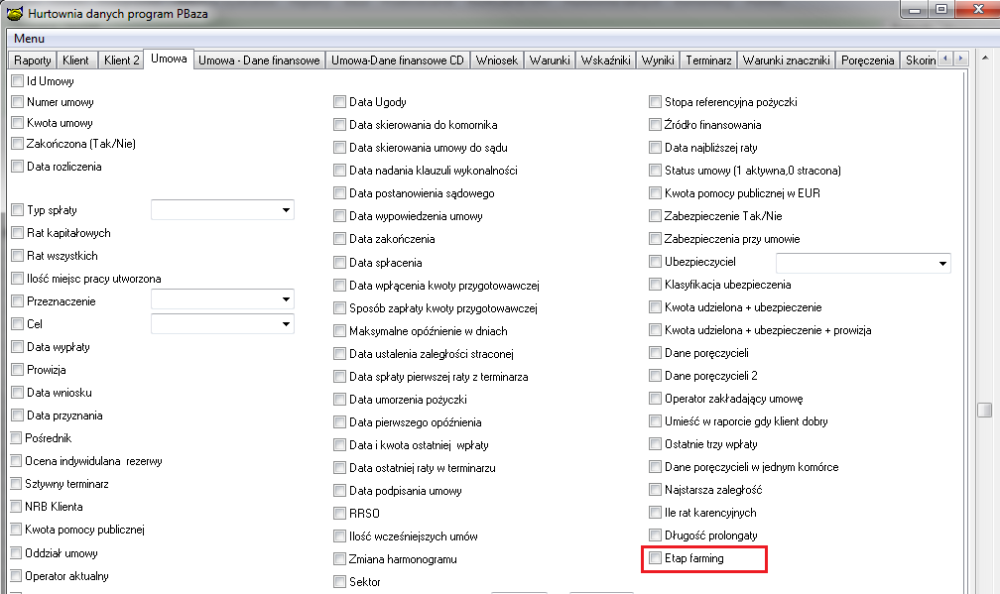 Hurtownia danych program PBaza
Menu
Raporty Klient Klient 2 Umowa Umowa - Dane finansowe Umowa-Dane finansowe CD Wniosek Warunki Wskaźniki Wyniki Terminarz Warunki znaczniki Poręczenia Skorin
Id Umowy
Numer umowy
Kwota umowy
Zakończona (Tak/Nie)
Data rozliczenia
Typ spłaty
Rat kapitałowych
Rat wszystkich
Ilość miejsc pracy utworzona
Przeznaczenie
Cel
Data wypłaty
Prowizja
Data wniosku
Data przyznania
Pośrednik
Ocena indywidulana rezerwy
Sztywny terminarz
NRB Klienta
Kwota pomocy publicznej
Oddział umowy
Operator aktualny
Data Ugody
Data skierowania do komornika
Data skierowania umowy do sądu
Data nadania klauzuli wykonalności
Data postanowienia sądowego
Data wypowiedzenia umowy
Data zakończenia
Data spłacenia
Data wpłącenia kwoty przygotowawczej
Sposób zapłaty kwoty przygotowawczej
Maksymalne opóźnienie w dniach
Data ustalenia zaległości straconej
Data spłaty pierwszej raty z terminarza
Data umorzenia pożyczki
Data pierwszego opóźnienia
Data i kwota ostatniej wpłaty
Data ostatniej raty w terminarzu
Data podpisania umowy
RRSO
Ilość wcześniejszych umów
Zmiana harmonogramu
Sektor
Stopa referencyjna pożyczki
Źródło finansowania
Data najbliższej raty
Status umowy (1 aktywna,0 stracona)
Kwota pomocy publicznej w EUR
Zabezpieczenie Tak/Nie
Zabezpieczenia przy umowie
Ubezpieczyciel
Klasyfikacja ubezpieczenia
Kwota udzielona + ubezpieczenie
Kwota udzielona + ubezpieczenie + prowizja
Dane poręczycieli
Dane poręczycieli 2
Operator zakładający umowę
Umieść w raporcie gdy klient dobry
Ostatnie trzy wpłaty
Dane poręczycieli w jednym komórce
Najstarsza zaległość
Ile rat karencyjnych
Długość prolongaty
Etap farming